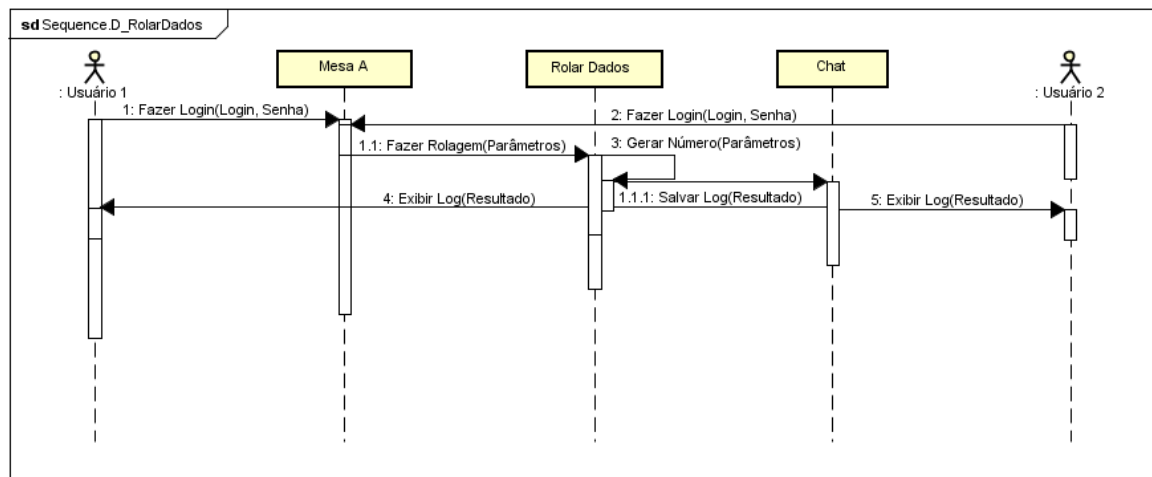 sd Sequence.D_RolarDados
Mesa A
Rolar Dados
Chat
: Usuário 1
: Usuário 2
1: Fazer Login(Login, Senha)
2: Fazer Login(Login, Senha)
1.1: Fazer Rolagem(Parâmetros)
3: Gerar Número(Parâmetros)
4: Exibir Log(Resultado)
1.1.1: Salvar Log(Resultado)
5: Exibir Log(Resultado)